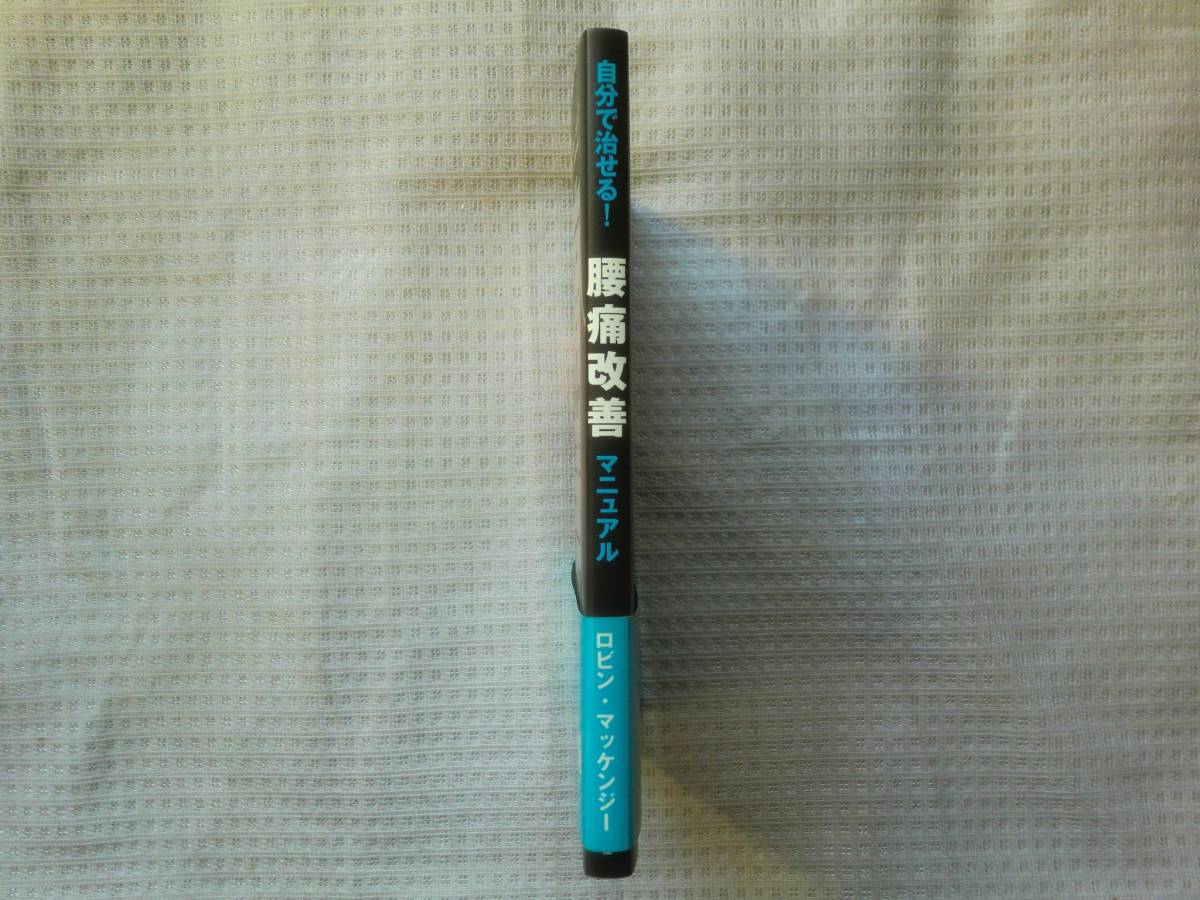 自分で治せる!
腰痛改善
マニュアル
ロビン・マッケンジー